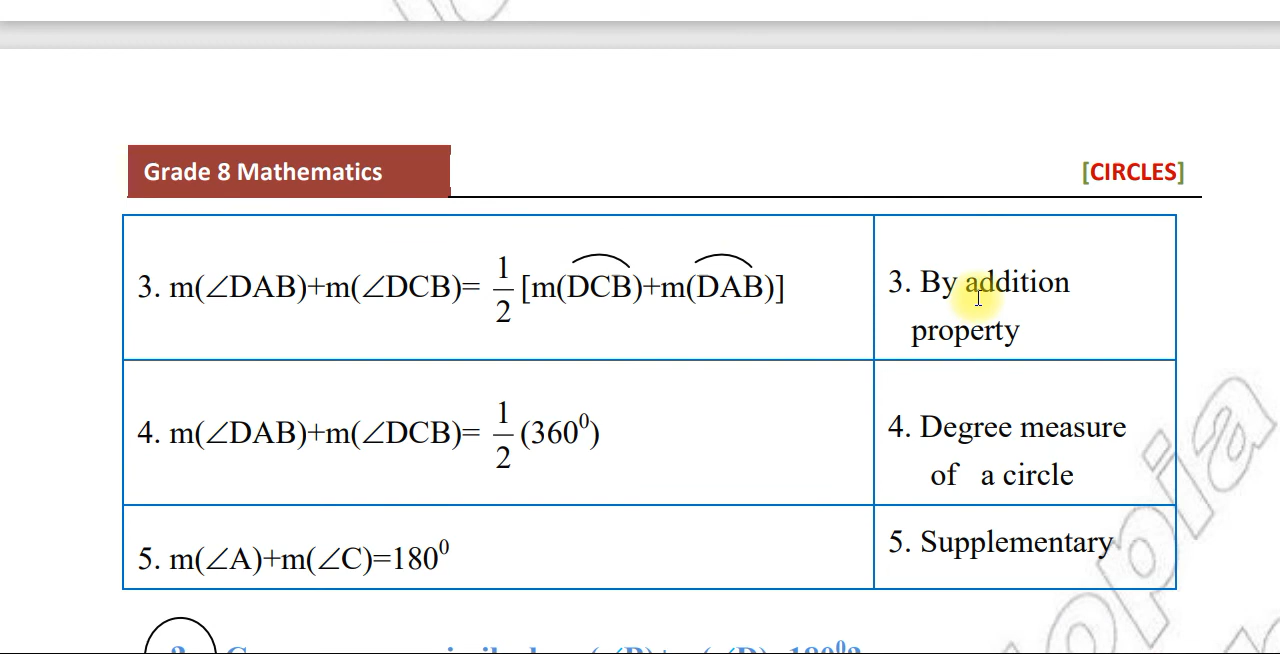 Grade 8 Mathematics
[CIRCLES]
3. m(∠DAB)+m(∠DCB)= 1/2 [m(DCB)+m(DAB)]
3. By addition
property
4. m(∠DAB)+m(∠DCB)= 1/2 (360⁰)
4. Degree measure
of a circle
5. m(∠A)+m(∠C)=180⁰
5. Supplementary